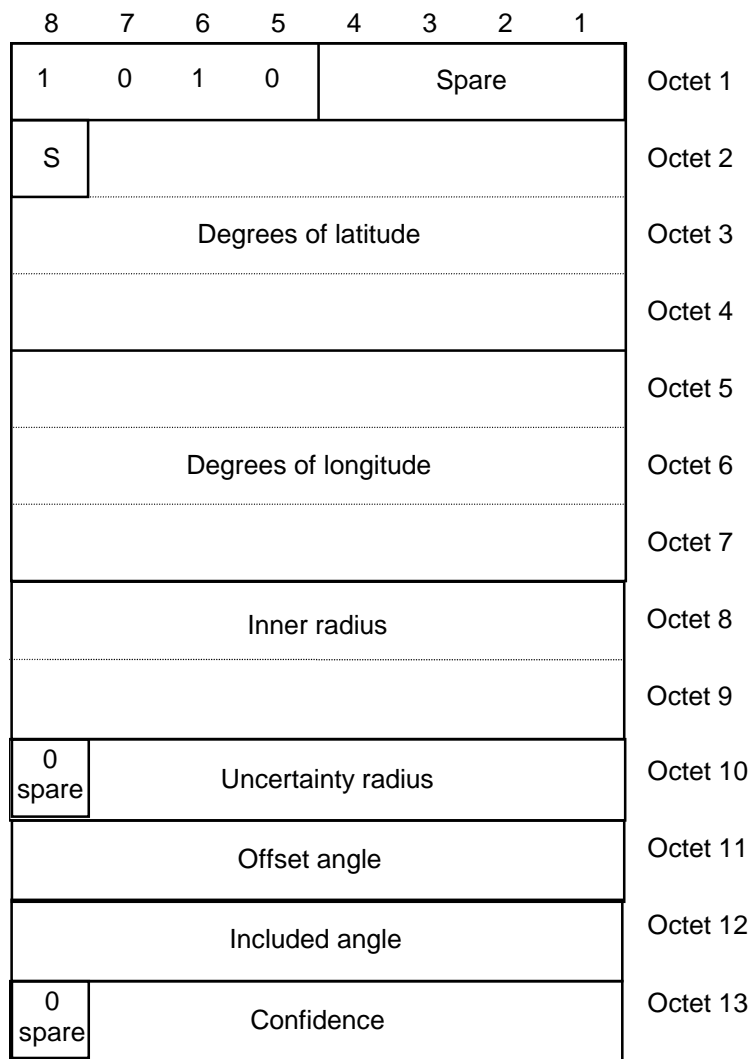 8 7 6 5 4 3 2 1
1 0 1 0 Spare Octet 1
S Octet 2
Degrees of latitude Octet 3
Octet 4
Octet 5
Degrees of longitude Octet 6
Octet 7
Inner radius Octet 8
Octet 9
0
spare Uncertainty radius Octet 10
Offset angle Octet 11
Included angle Octet 12
0
spare Confidence Octet 13